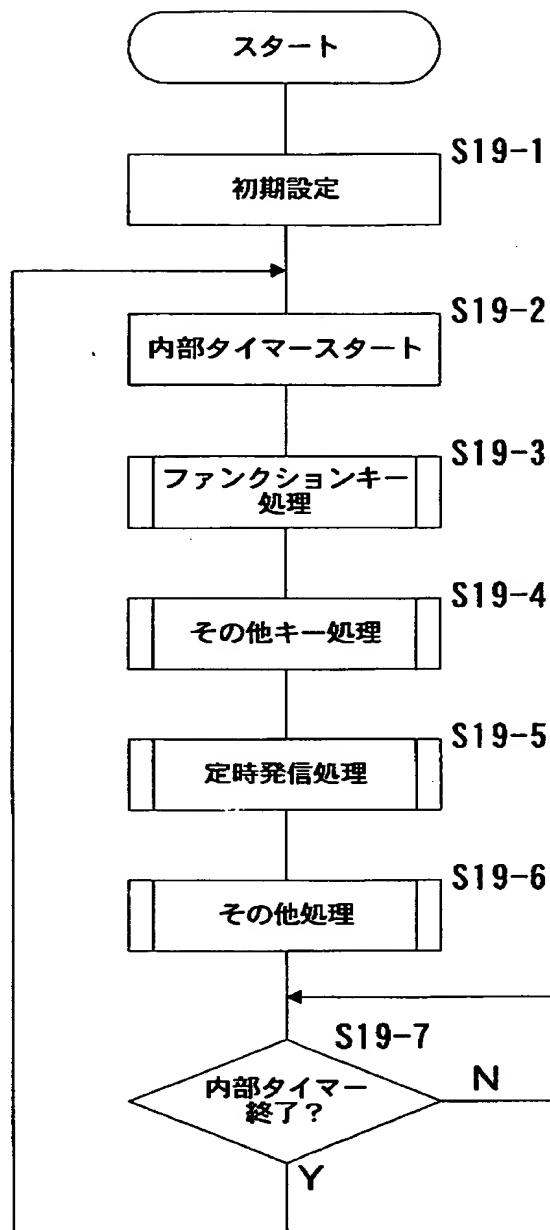 スタート
S19-1
初期設定
S19-2
内部タイマースタート
S19-3
ファンクションキー
処理
S19-4
その他キー処理
S19-5
定時発信処理
S19-6
その他処理
S19-7
内部タイマー
終了?
N
Y